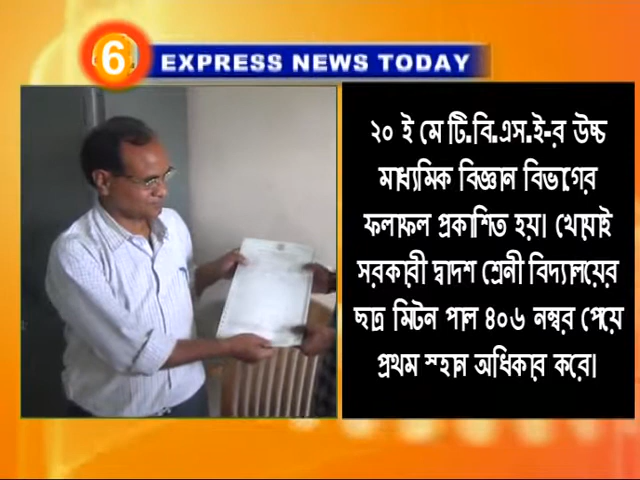 6
EXPRESS NEWS TODAY
২০ ই মে টি.বি.এস.ই-র উচ্চ
মাধ্যমিক বিজ্ঞান বিভাগের
ফলাফল প্রকাশিত হয়। খোয়াই
সরকারী দ্বাদশ শ্রেনী বিদ্যালয়ের
ছাত্র মিটন পাল ৪০৬ নম্বর পেয়ে
প্রথম স্হান অধিকার করে।